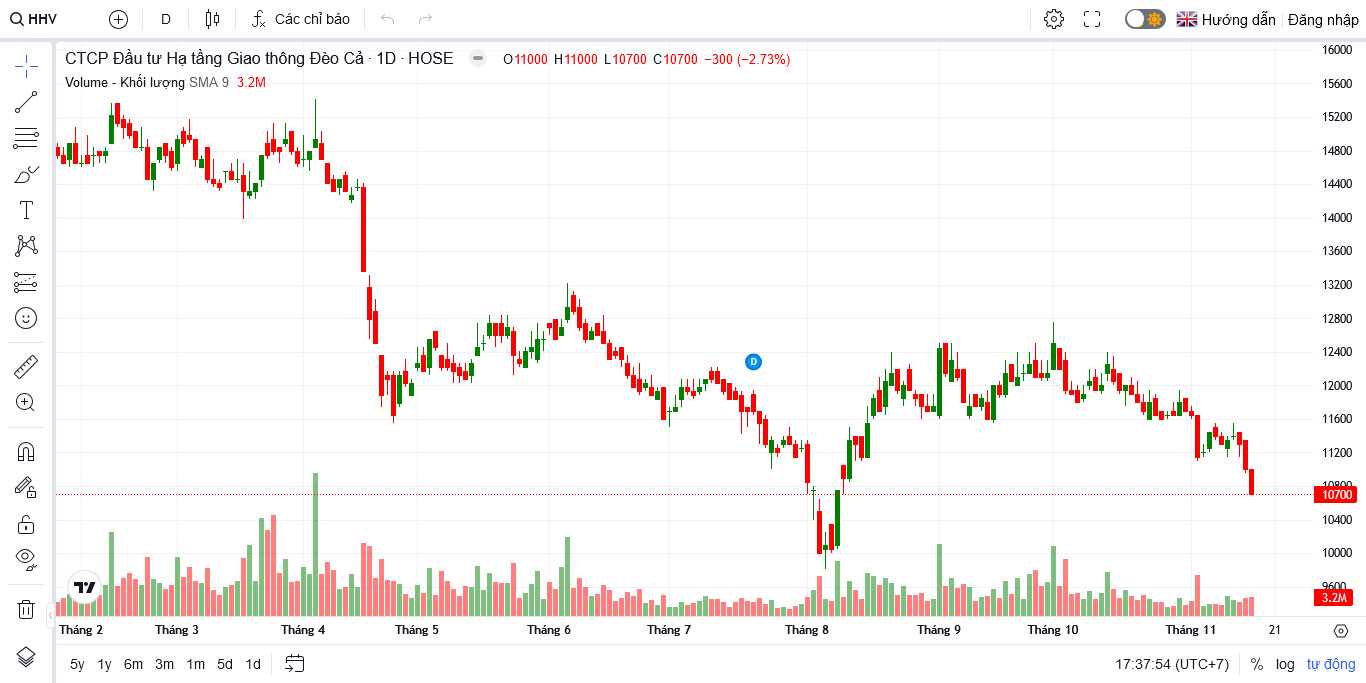 HHV
D
Các chỉ báo
Hướng dẫn
Đăng nhập
CTCP Đầu tư Hạ tầng Giao thông Đèo Cả · 1D · HOSE
O11000 H11000 L10700 C10700 −300 (−2.73%)
Volume - Khối lượng SMA 9 3.2M
16000
15600
15200
14800
14400
14000
13600
13200
12800
12400
12000
11600
11200
10800
10700
10400
10000
9600
3.2M
D
Tháng 2 Tháng 3 Tháng 4 Tháng 5 Tháng 6 Tháng 7 Tháng 8 Tháng 9 Tháng 10 Tháng 11 21
5y 1y 6m 3m 1m 5d 1d
17:37:54 (UTC+7) % log tự động